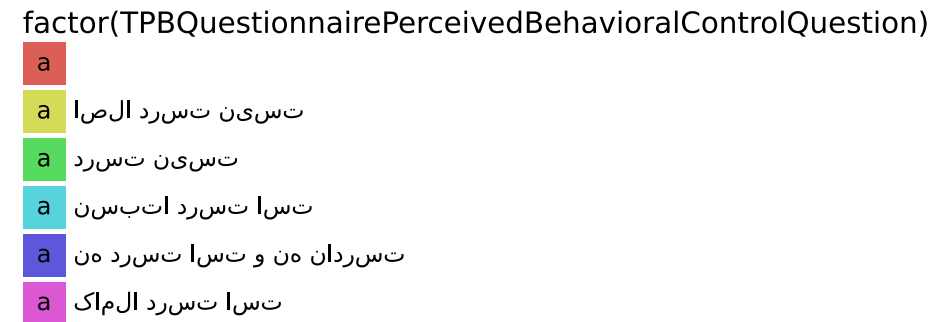 factor(TPBQuestionnairePerceivedBehavioralControlQuestion)
a
a اصلا درست نیست
a درست نیست
a نسبتا درست است
a نه درست است و نه نادرست
a کاملا درست است